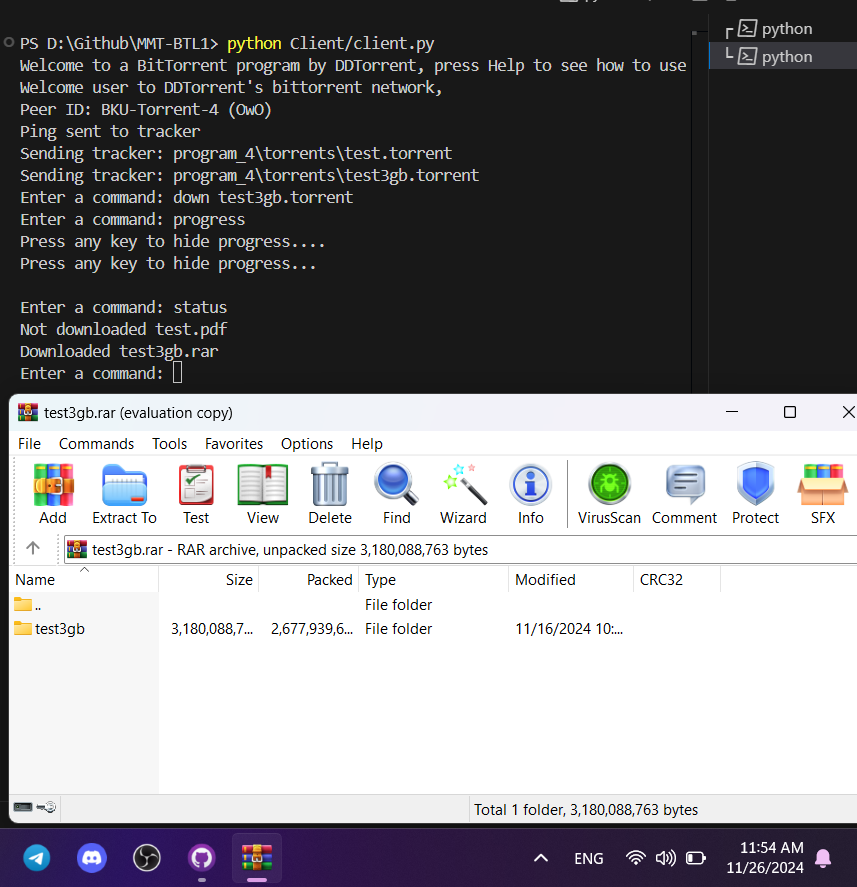 PS D:\Github\MMT-BTL1> python Client/client.py
python
Welcome to a BitTorrent program by DDTorrent, press Help to see how to use
python
Welcome user to DDTorrent's bittorrent network,
Peer ID: BKU-Torrent-4 (OwO)
Ping sent to tracker
Sending tracker: program_4\torrents\test.torrent
Sending tracker: program_4\torrents\test3gb.torrent
Enter a command: down test3gb.torrent
Enter a command: progress
Press any key to hide progress....
Press any key to hide progress...
Enter a command: status
Not downloaded test.pdf
Downloaded test3gb.rar
Enter a command:
test3gb.rar (evaluation copy)
File Commands Tools Favorites Options Help
Add Extract To Test View Delete Find Wizard Info VirusScan Comment Protect SFX
test3gb.rar - RAR archive, unpacked size 3,180,088,763 bytes
Name Size Packed Type Modified CRC32
.. File folder
test3gb 3,180,088,7... 2,677,939,6... File folder 11/16/2024 10:...
Total 1 folder, 3,180,088,763 bytes
ENG 11:54 AM
11/26/2024